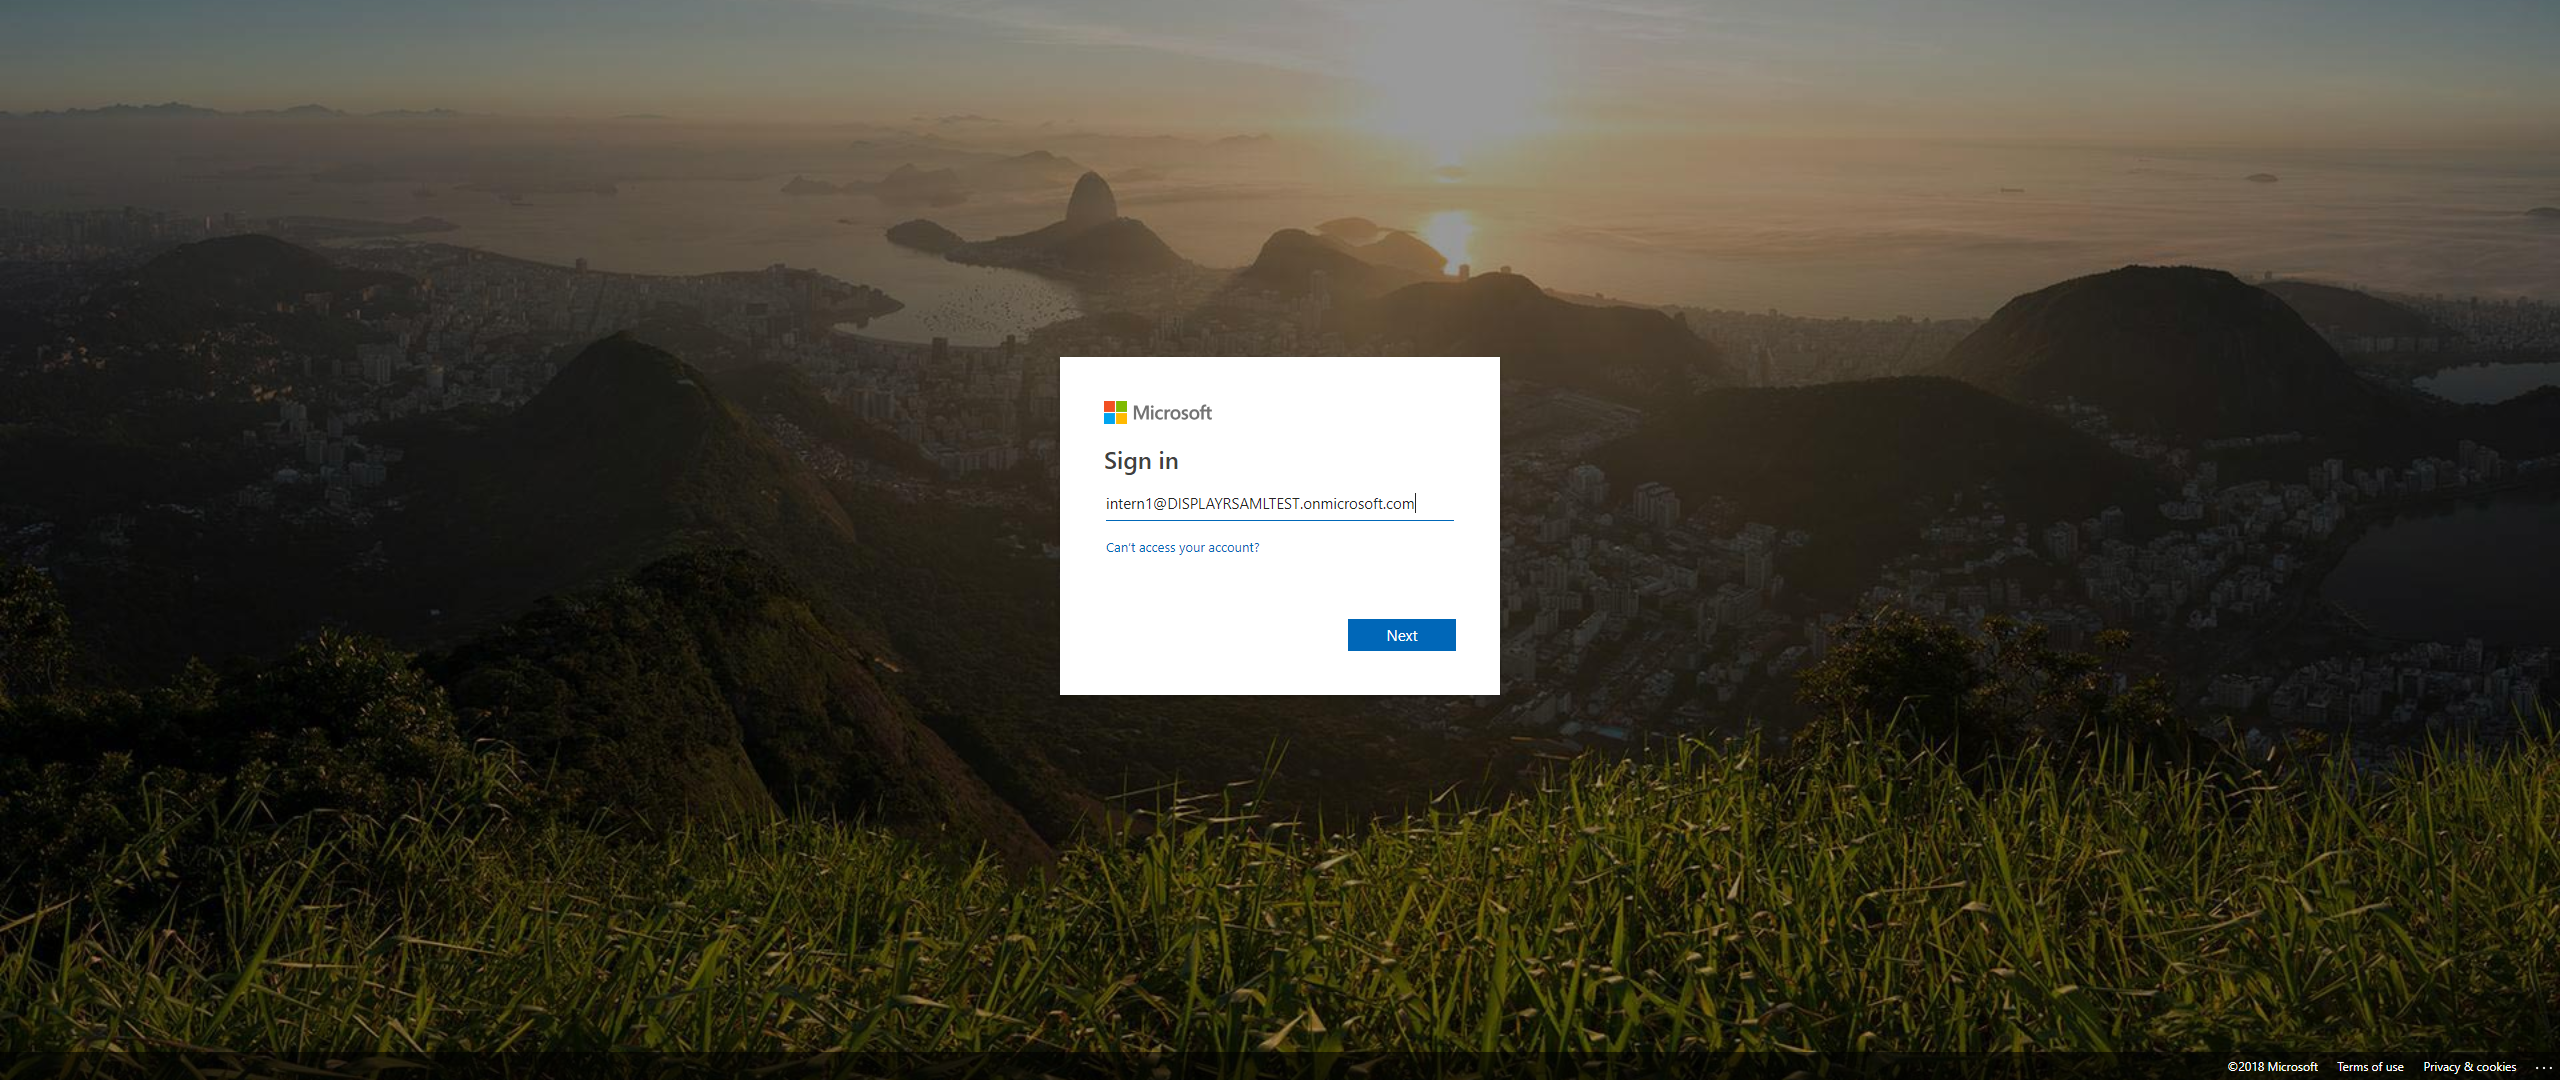 Microsoft
Sign in
intern1@DISPLAYRSAMLTEST.onmicrosoft.com
Can't access your account?
Next
©2018 Microsoft Terms of use Privacy & cookies ...